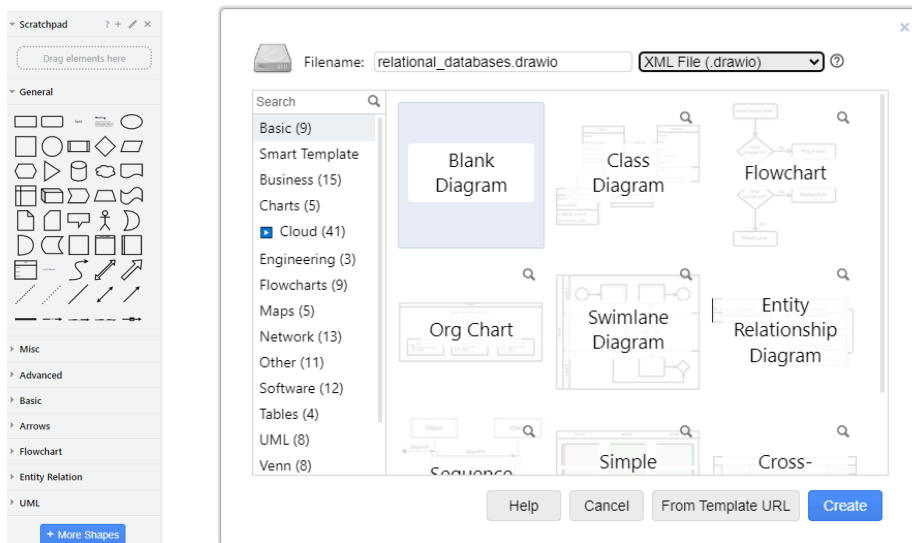 Scratchpad
?
Drag elements here
General
Text
Heading
Misc
Advanced
Basic
Arrows
Flowchart
Entity Relation
UML
+ More Shapes
Filename: relational_databases.drawio XML File (.drawio)
Search
Basic (9)
Smart Template
Business (15)
Charts (5)
Cloud (41)
Engineering (3)
Flowcharts (9)
Maps (5)
Network (13)
Other (11)
Software (12)
Tables (4)
UML (8)
Venn (8)
Blank
Diagram
Class
Diagram
Flowchart
Org Chart
Swimlane
Diagram
Entity
Relationship
Diagram
Sequence
Simple
Cross-
Help
Cancel
From Template URL
Create